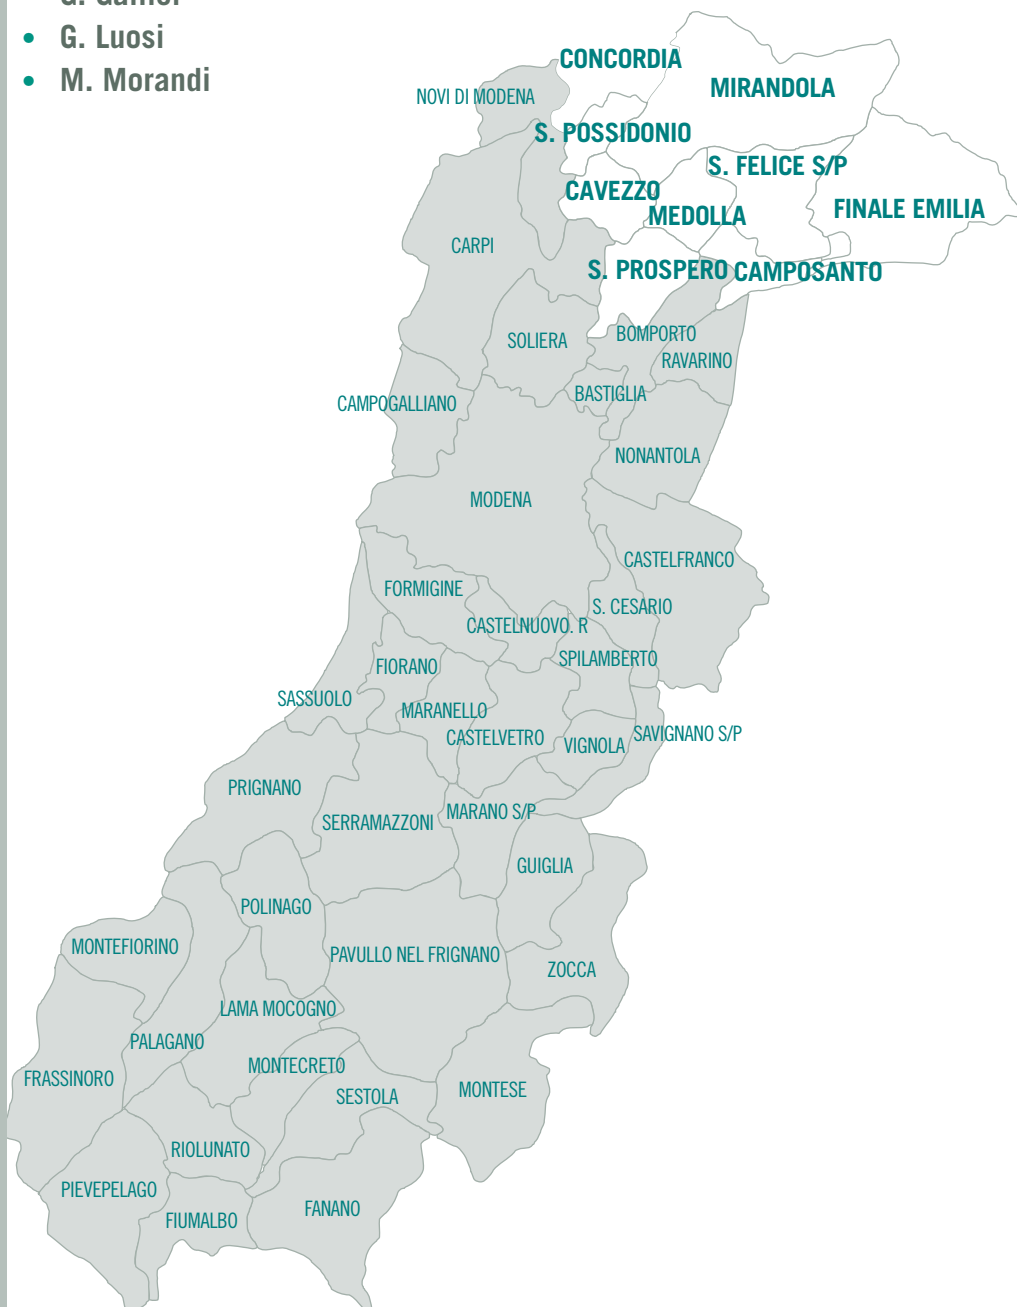 • G. Luosi
• M. Morandi
CONCORDIA
MIRANDOLA
NOVI DI MODENA
S. POSSIDONIO
S. FELICE S/P
CAVEZZO
MEDOLLA
FINALE EMILIA
CARPI
S. PROSPERO
CAMPOSANTO
SOLIERA
BOMPORTO
RAVARINO
CAMPOGALLIANO
BASTIGLIA
NONANTOLA
MODENA
CASTELFRANCO
FORMIGINE
S. CESARIO
CASTELNUOVO. R
SPILAMBERTO
FIORANO
SASSUOLO
MARANELLO
CASTELVETRO
VIGNOLA
SAVIGNANO S/P
PRIGNANO
SERRAMAZZONI
MARANO S/P
GUIGLIA
POLINAGO
MONTEFIORINO
PAVULLO NEL FRIGNANO
ZOCCA
LAMA MOCOGNO
PALAGANO
MONTECRETO
FRASSINORO
SESTOLA
MONTESE
RIOLUNATO
PIEVEPELAGO
FIUMALBO
FANANO